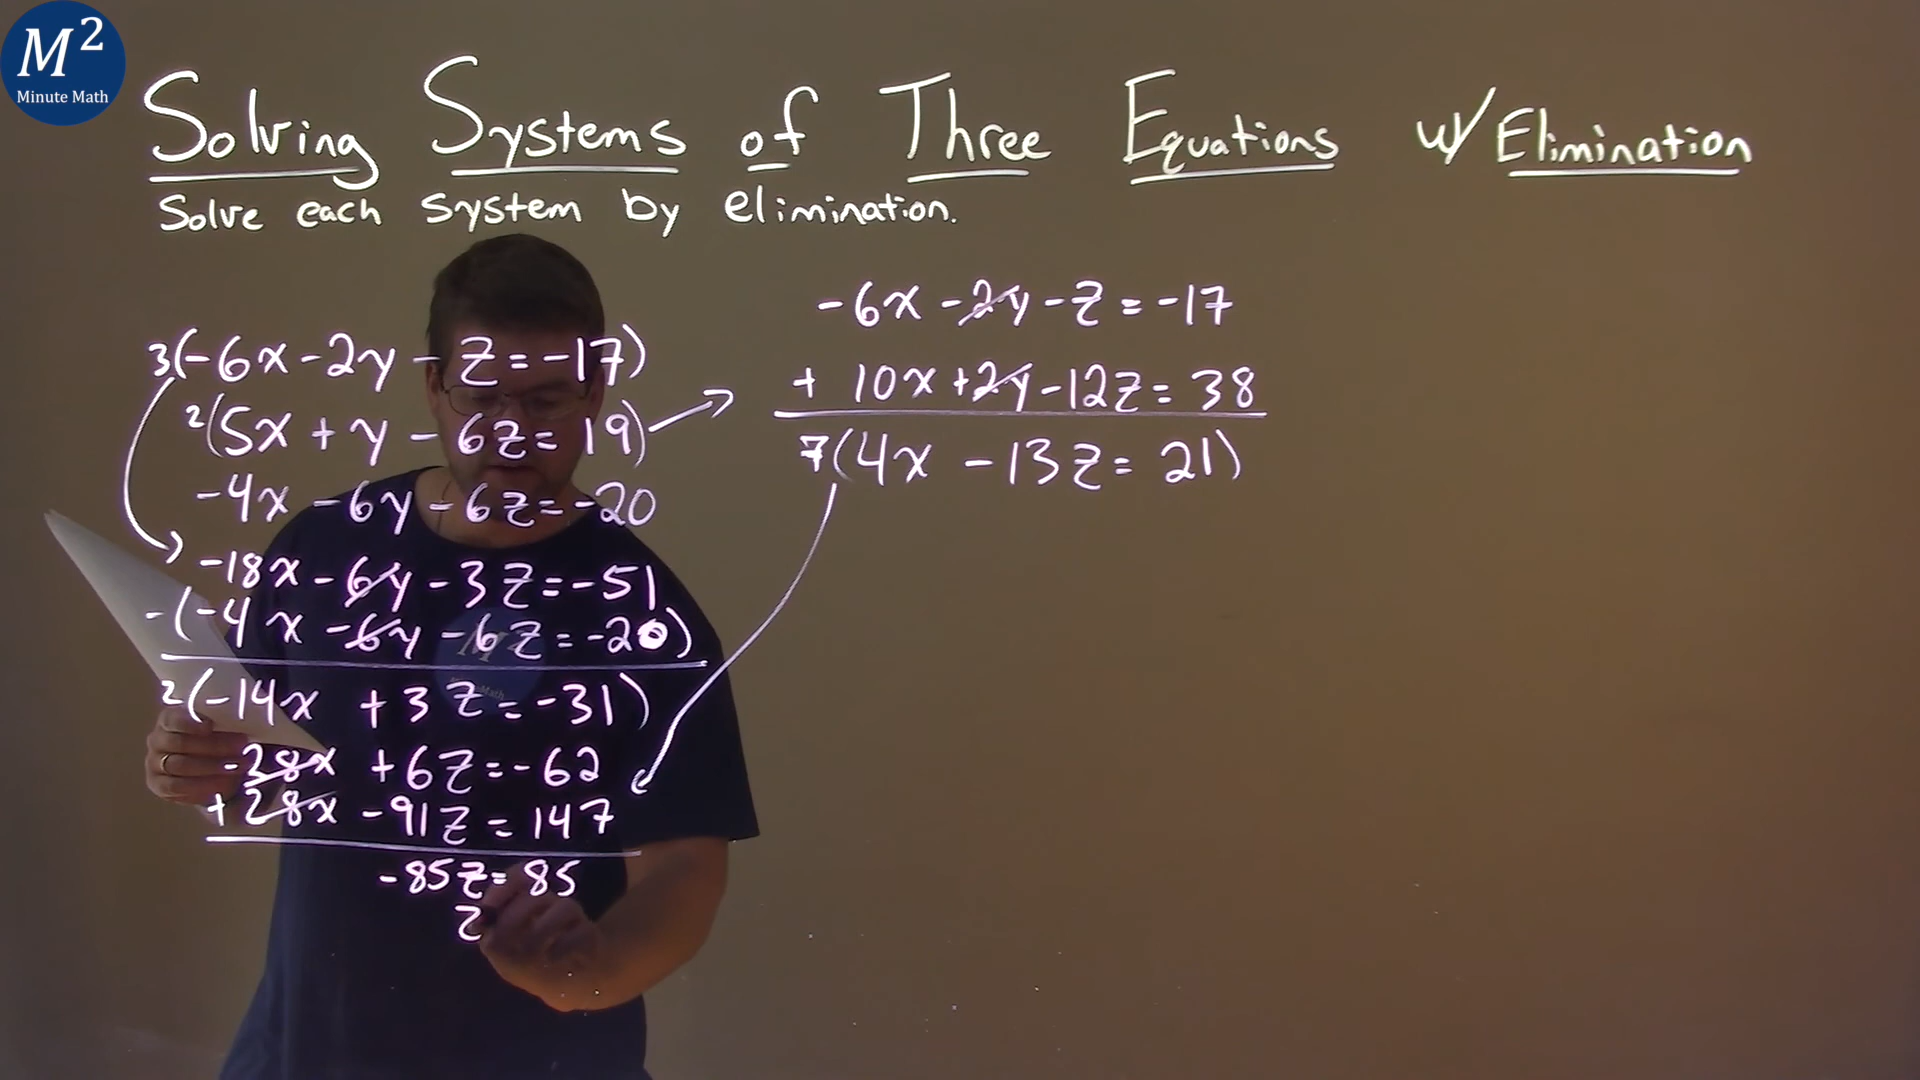 M²
Minute Math
Solving Systems of Three Equations w/ Elimination
Solve each system by elimination.
3(-6x - 2y - z = -17)
2(5x + y - 6z = 19)
-4x - 6y - 6z = -20
-18x - 6y - 3z = -51
-(-4x - 6y - 6z = -20)
2(-14x + 3z = -31)
-28x + 6z = -62
+ 28x - 91z = 147
-85z = 85
z
-6x - 2y - z = -17
+ 10x + 2y - 12z = 38
7(4x - 13z = 21)